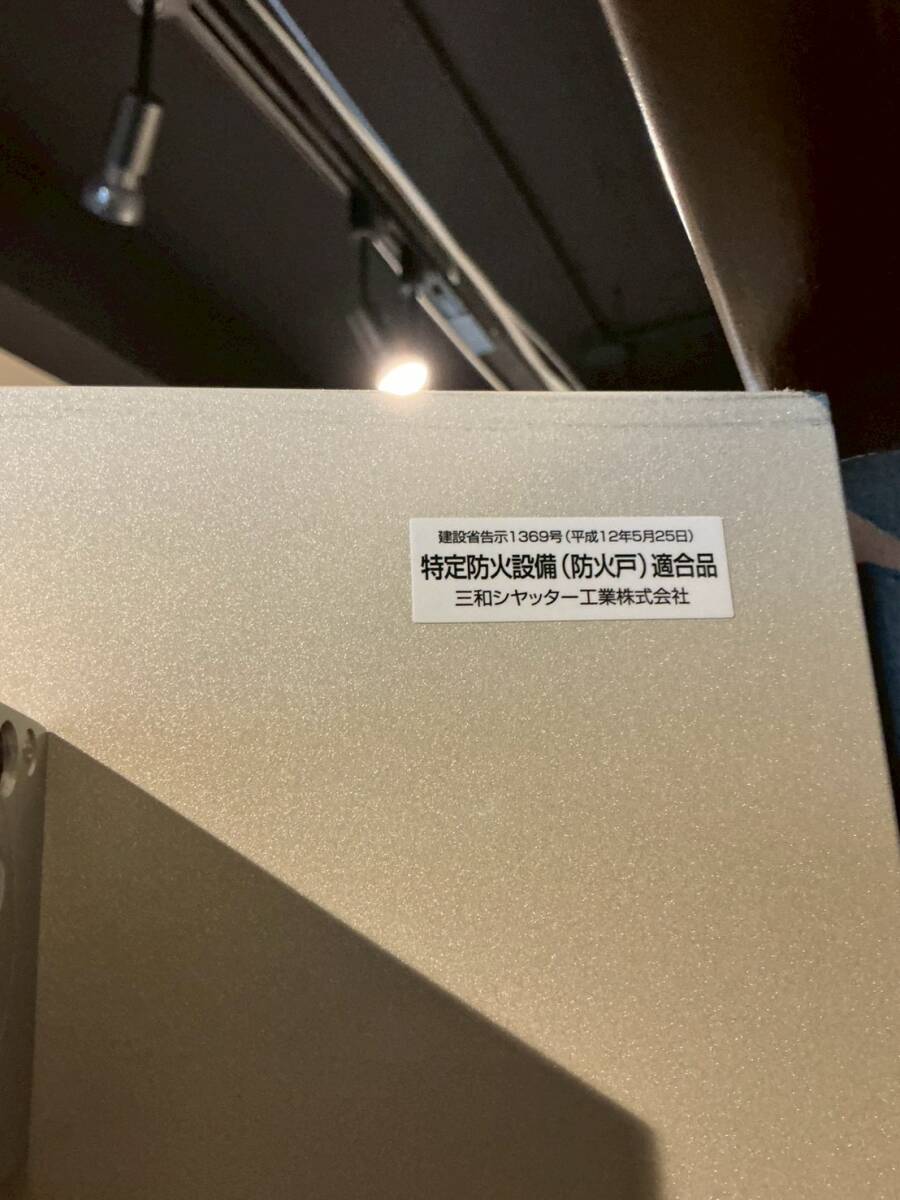 建設省告示1369号(平成12年5月25日)
特定防火設備(防火戸)適合品
三和シヤッター工業株式会社